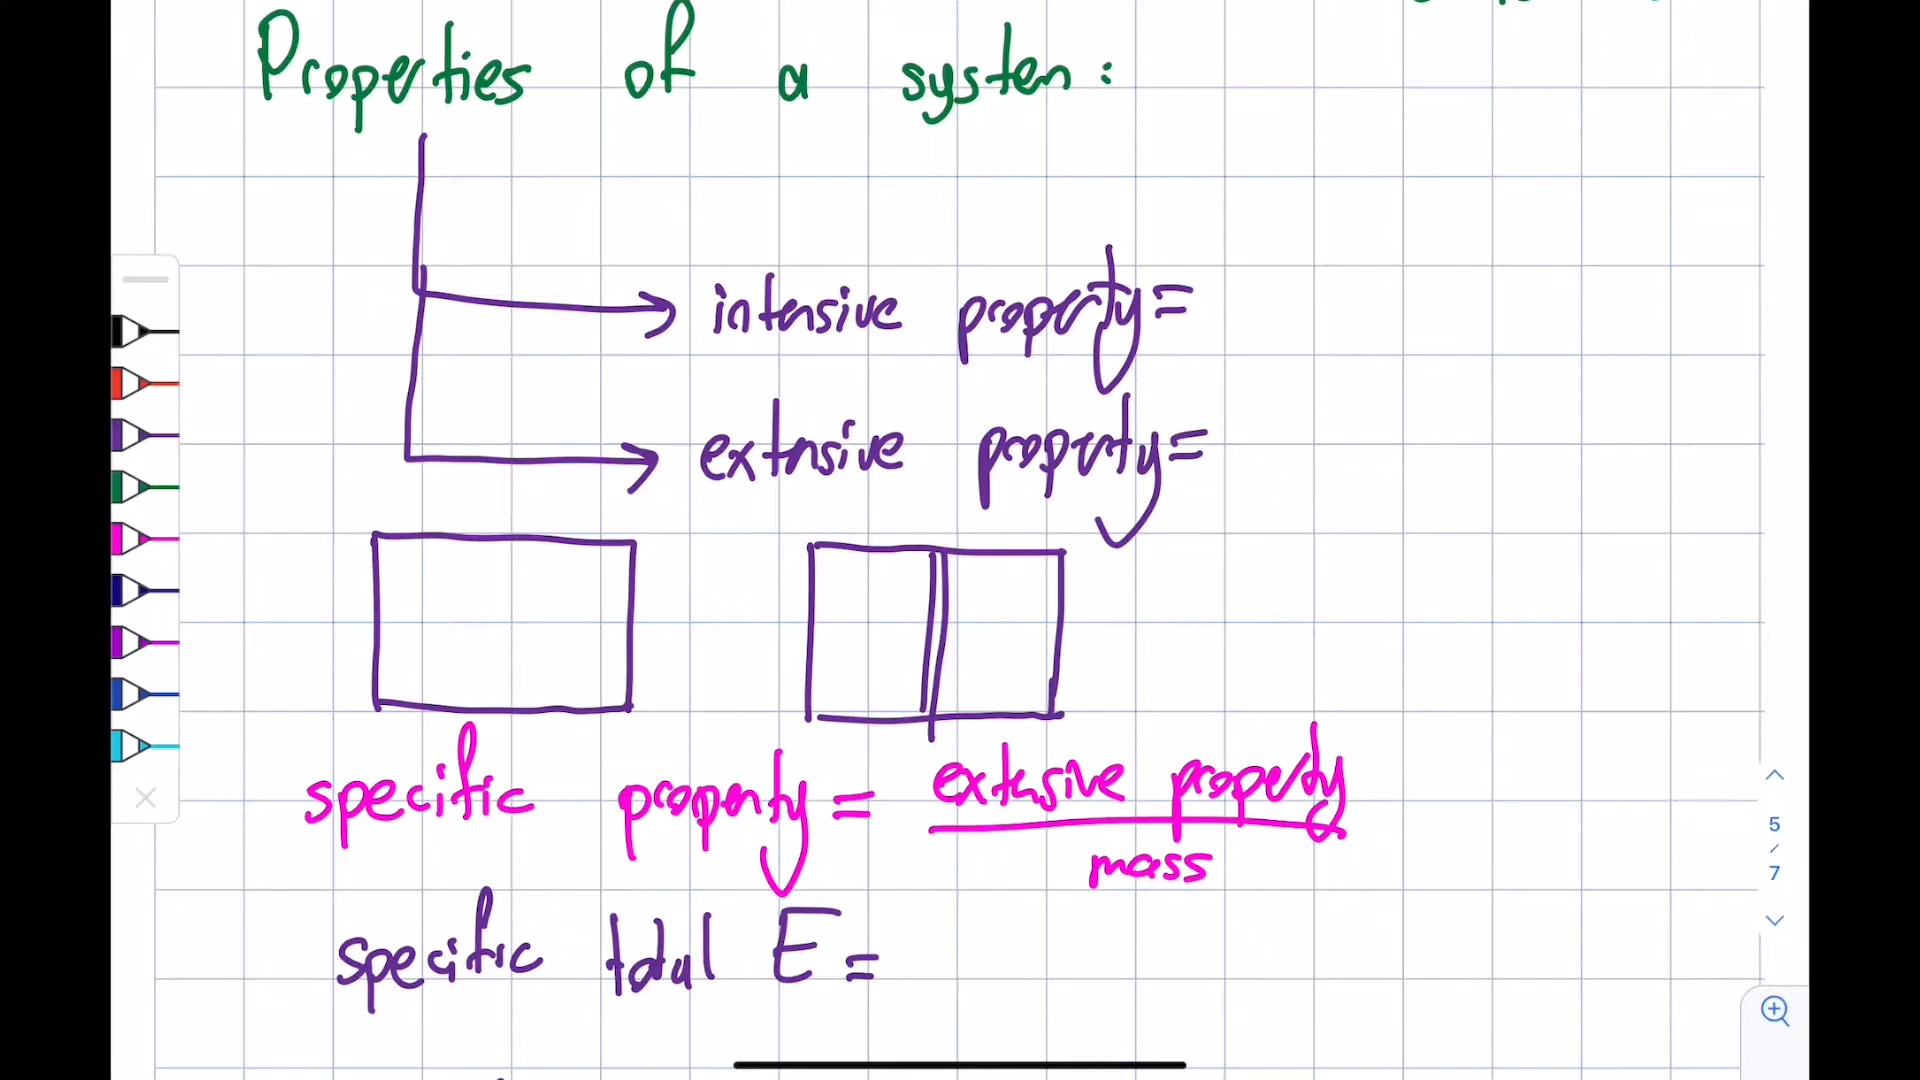 Properties of a system:
intensive property=
extensive property=
specific property = extensive property
mass
specific total E=
5
/
7